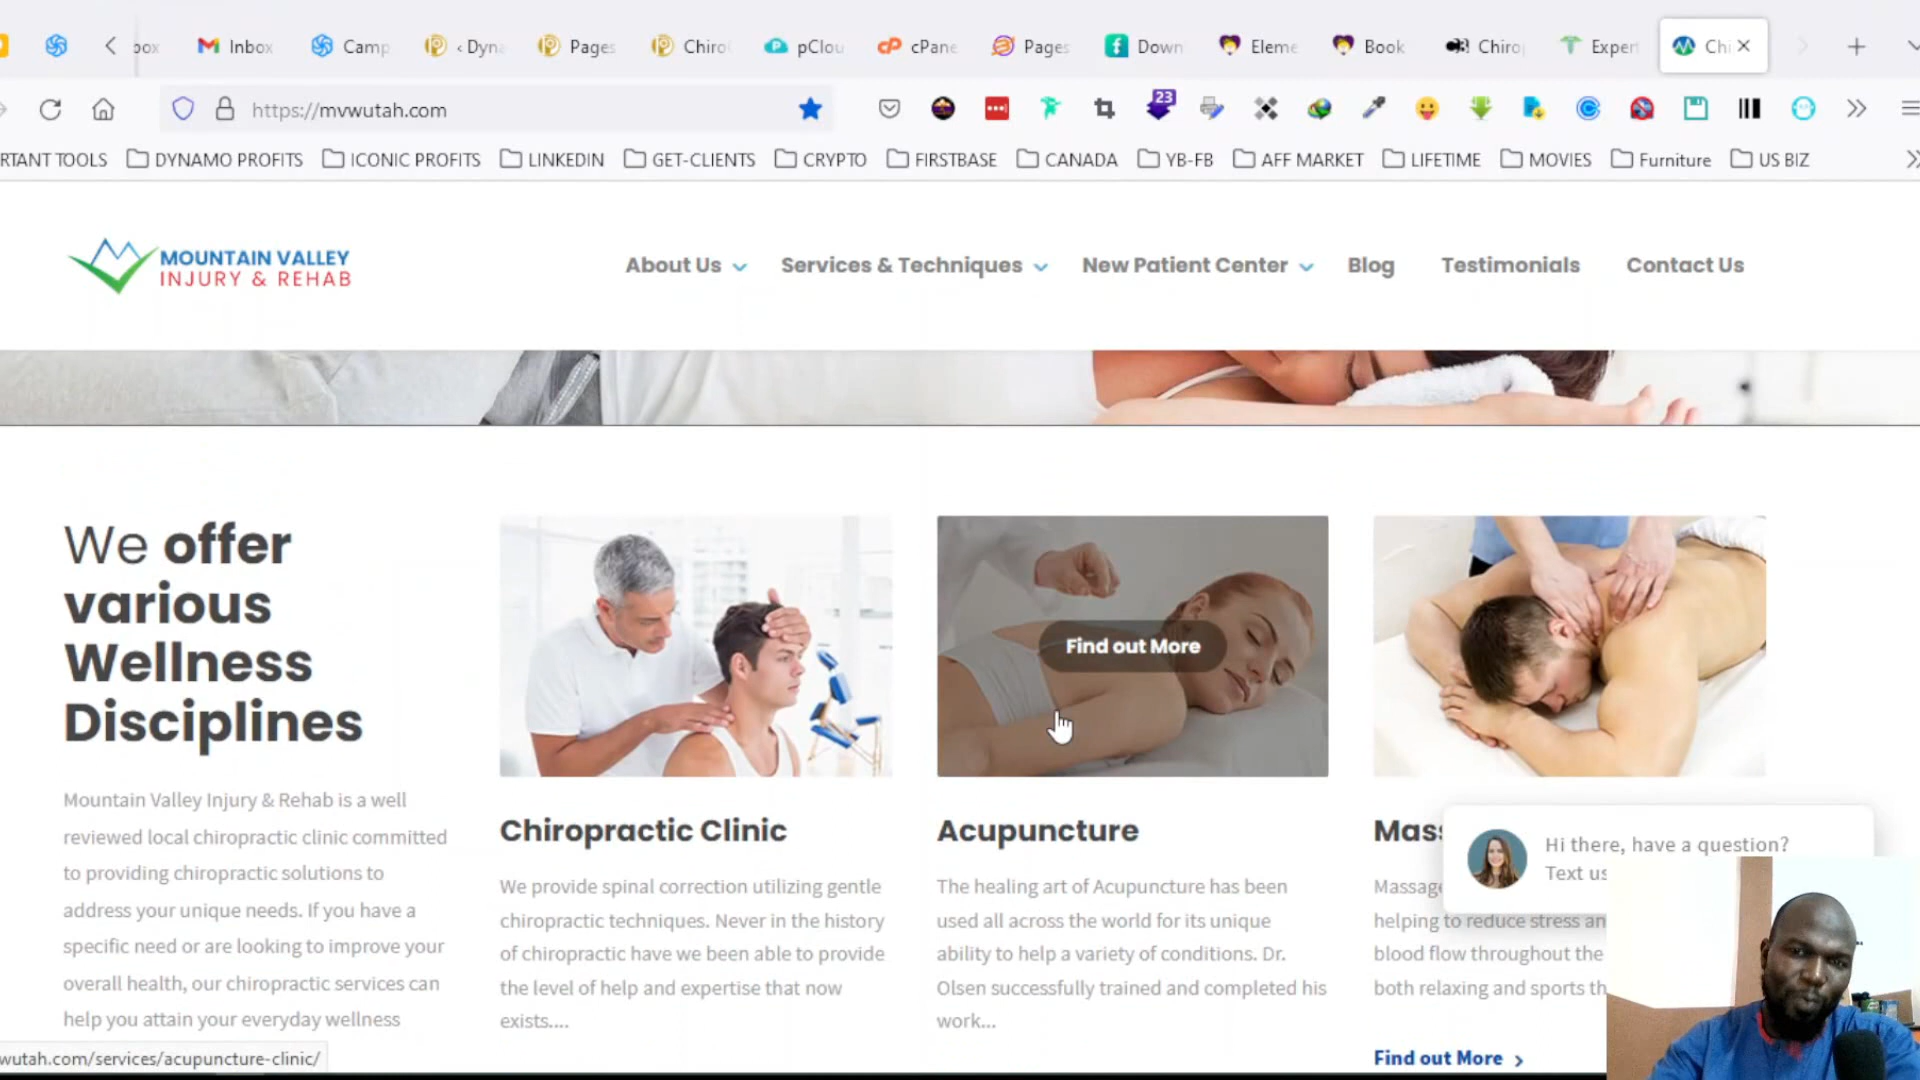 box
Inbox
Camp
‹ Dyna
Pages
Chiro
pClou
cPane
Pages
Down
Eleme
Book
Chiro
Exper
Chi
https://mvwutah.com
23
RTANT TOOLS
DYNAMO PROFITS
ICONIC PROFITS
LINKEDIN
GET-CLIENTS
CRYPTO
FIRSTBASE
CANADA
YB-FB
AFF MARKET
LIFETIME
MOVIES
Furniture
US BIZ
MOUNTAIN VALLEY
INJURY & REHAB
About Us
Services & Techniques
New Patient Center
Blog
Testimonials
Contact Us
We offer
various
Wellness
Disciplines
Mountain Valley Injury & Rehab is a well
reviewed local chiropractic clinic committed
to providing chiropractic solutions to
address your unique needs. If you have a
specific need or are looking to improve your
overall health, our chiropractic services can
help you attain your everyday wellness
Chiropractic Clinic
We provide spinal correction utilizing gentle
chiropractic techniques. Never in the history
of chiropractic have we been able to provide
the level of help and expertise that now
exists....
Find out More
Acupuncture
The healing art of Acupuncture has been
used all across the world for its unique
ability to help a variety of conditions. Dr.
Olsen successfully trained and completed his
work...
Mass
Massage
helping to reduce stress an
blood flow throughout the
both relaxing and sports th
Find out More
Hi there, have a question?
Text us
wutah.com/services/acupuncture-clinic/